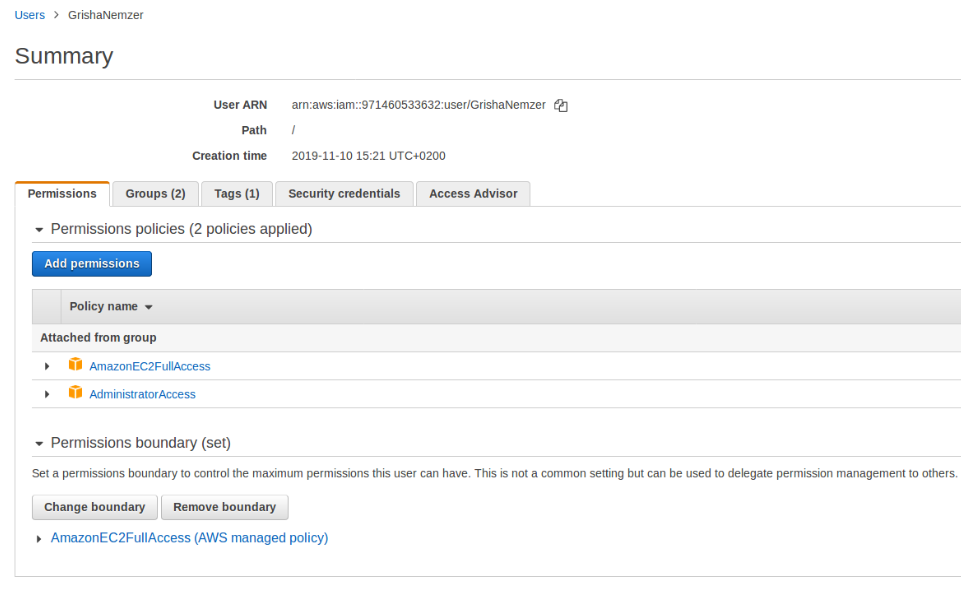 Users > GrishaNemzer
Summary
User ARN arn:aws:iam::971460533632:user/GrishaNemzer
Path /
Creation time 2019-11-10 15:21 UTC+0200
Permissions Groups (2) Tags (1) Security credentials Access Advisor
Permissions policies (2 policies applied)
Add permissions
Policy name
Attached from group
AmazonEC2FullAccess
AdministratorAccess
Permissions boundary (set)
Set a permissions boundary to control the maximum permissions this user can have. This is not a common setting but can be used to delegate permission management to others.
Change boundary Remove boundary
AmazonEC2FullAccess (AWS managed policy)